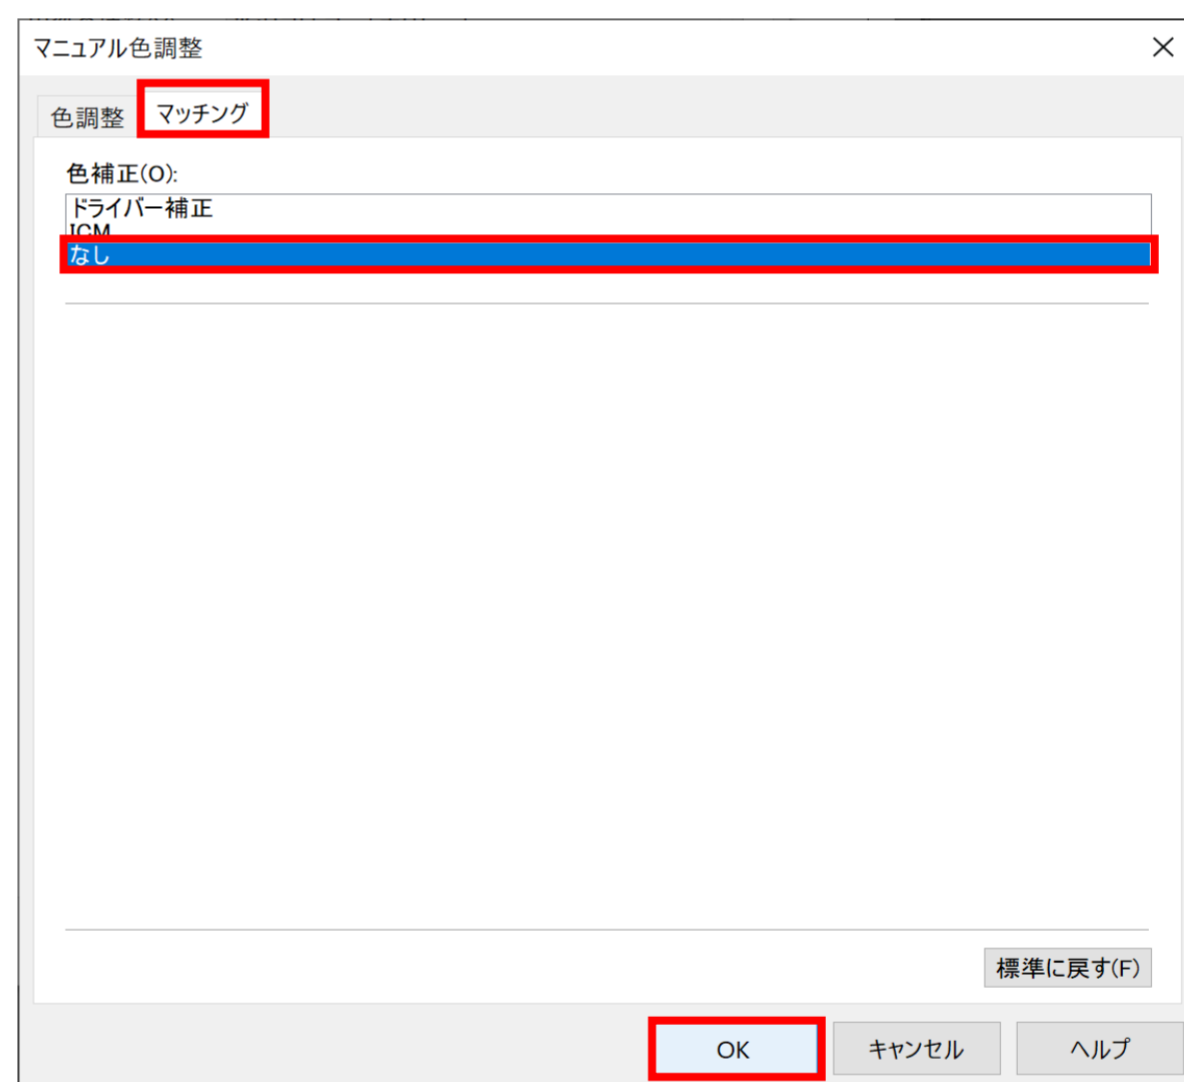 マニュアル色調整
色調整 マッチング
色補正(O):
ドライバー補正
ICM
なし
標準に戻す(F)
OK キャンセル ヘルプ